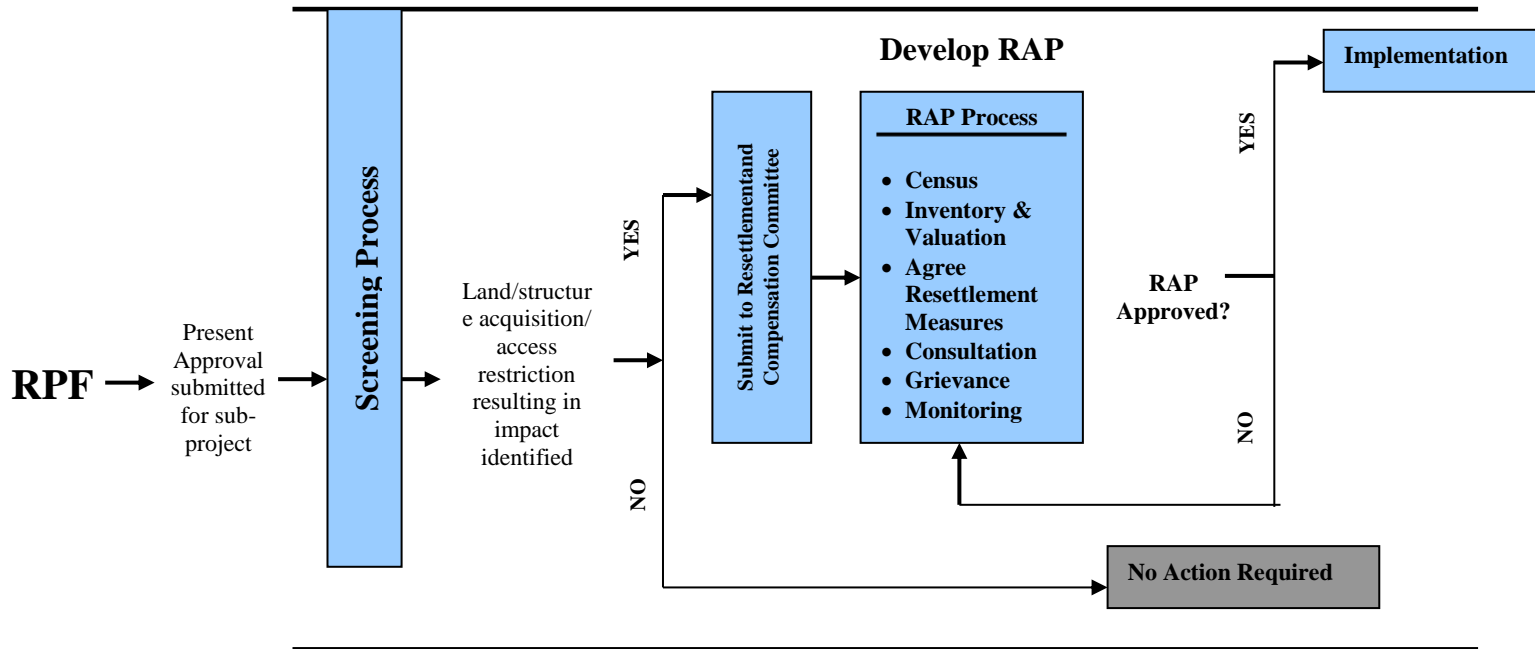 RPF
Present
Approval
submitted
for sub-
project
Screening Process
Land/structur
e acquisition/
access
restriction
resulting in
impact
identified
YES
NO
Submit to Resettlementand
Compensation Committee
Develop RAP
RAP Process
• Census
• Inventory &
Valuation
• Agree
Resettlement
Measures
• Consultation
• Grievance
• Monitoring
RAP
Approved?
YES
NO
Implementation
No Action Required